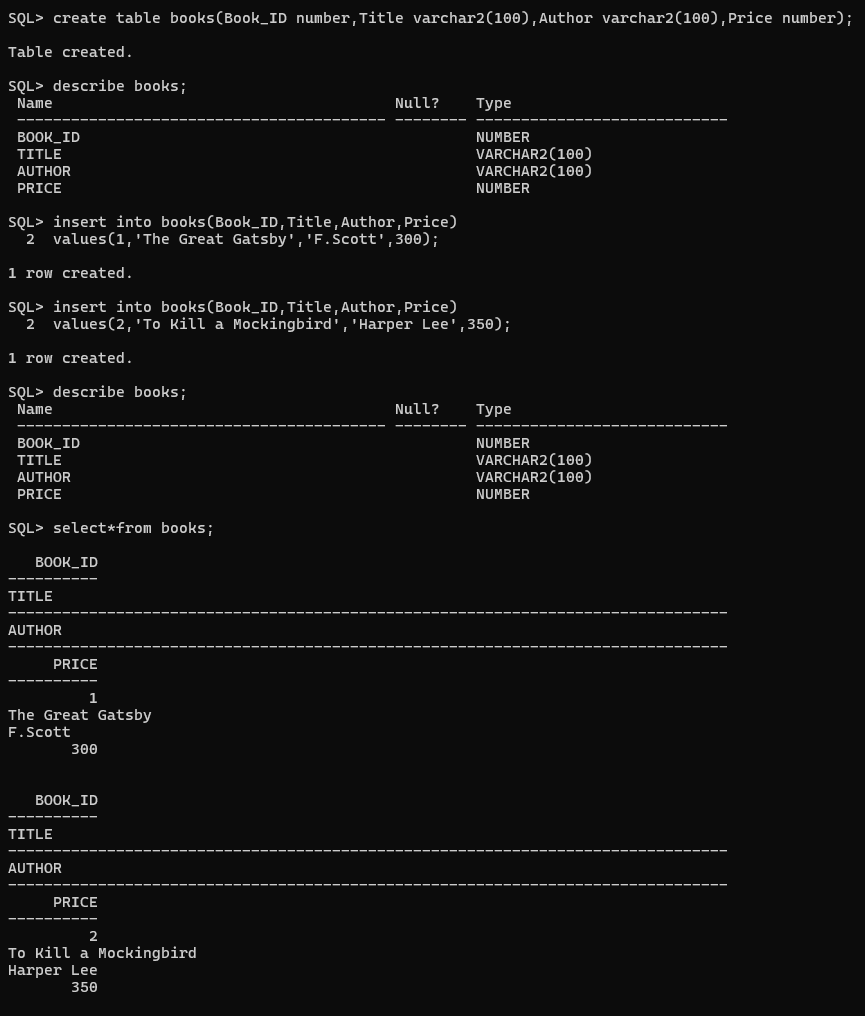 SQL> create table books(Book_ID number,Title varchar2(100),Author varchar2(100),Price number);
Table created.
SQL> describe books;
 Name                                      Null?    Type
 ----------------------------------------- -------- ----------------------------
 BOOK_ID                                            NUMBER
 TITLE                                              VARCHAR2(100)
 AUTHOR                                             VARCHAR2(100)
 PRICE                                              NUMBER
SQL> insert into books(Book_ID,Title,Author,Price)
  2  values(1,'The Great Gatsby','F.Scott',300);
1 row created.
SQL> insert into books(Book_ID,Title,Author,Price)
  2  values(2,'To Kill a Mockingbird','Harper Lee',350);
1 row created.
SQL> describe books;
 Name                                      Null?    Type
 ----------------------------------------- -------- ----------------------------
 BOOK_ID                                            NUMBER
 TITLE                                              VARCHAR2(100)
 AUTHOR                                             VARCHAR2(100)
 PRICE                                              NUMBER
SQL> select*from books;
   BOOK_ID
----------
TITLE
--------------------------------------------------------------------------------
AUTHOR
--------------------------------------------------------------------------------
     PRICE
----------
         1
The Great Gatsby
F.Scott
       300
   BOOK_ID
----------
TITLE
--------------------------------------------------------------------------------
AUTHOR
--------------------------------------------------------------------------------
     PRICE
----------
         2
To Kill a Mockingbird
Harper Lee
       350